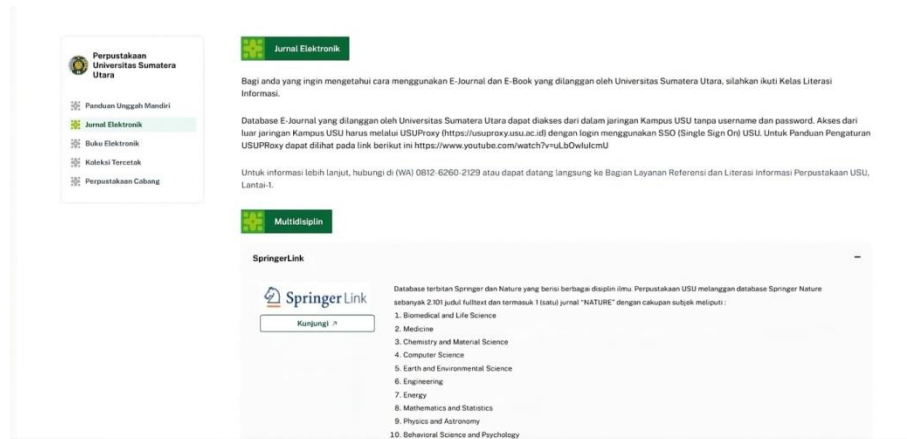 Perpustakaan
Universitas Sumatera
Utara
Panduan Unggah Mandiri
Jurnal Elektronik
Buku Elektronik
Koleksi Tercetak
Perpustakaan Cabang
Jurnal Elektronik
Bagi anda yang ingin mengetahui cara menggunakan E-Journal dan E-Book yang dilanggan oleh Universitas Sumatera Utara, silahkan ikuti Kelas Literasi
Informasi.
Database E-Journal yang dilanggan oleh Universitas Sumatera Utara dapat diakses dari dalam jaringan Kampus USU tanpa username dan password. Akses dari
luar jaringan Kampus USU harus melalui USUProxy (https://usuproxy.usu.ac.id) dengan login menggunakan SSO (Single Sign On) USU. Untuk Panduan Pengaturan
USUPRoxy dapat dilihat pada link berikut ini https://www.youtube.com/watch?v=uLbOwIuIcmU
Untuk informasi lebih lanjut, hubungi di (WA) 0812-6260-2129 atau dapat datang langsung ke Bagian Layanan Referensi dan Literasi Informasi Perpustakaan USU,
Lantai-1.
Multidisiplin
SpringerLink
Springer Link
Kunjungi
Database terbitan Springer dan Nature yang berisi berbagai disiplin ilmu. Perpustakaan USU melanggan database Springer Nature
sebanyak 2.101 judul fulltext dan termasuk 1 (satu) jurnal "NATURE" dengan cakupan subjek meliputi :
1. Biomedical and Life Science
2. Medicine
3. Chemistry and Material Science
4. Computer Science
5. Earth and Environmental Science
6. Engineering
7. Energy
8. Mathematics and Statistics
9. Physics and Astronomy
10. Behavioral Science and Psychology